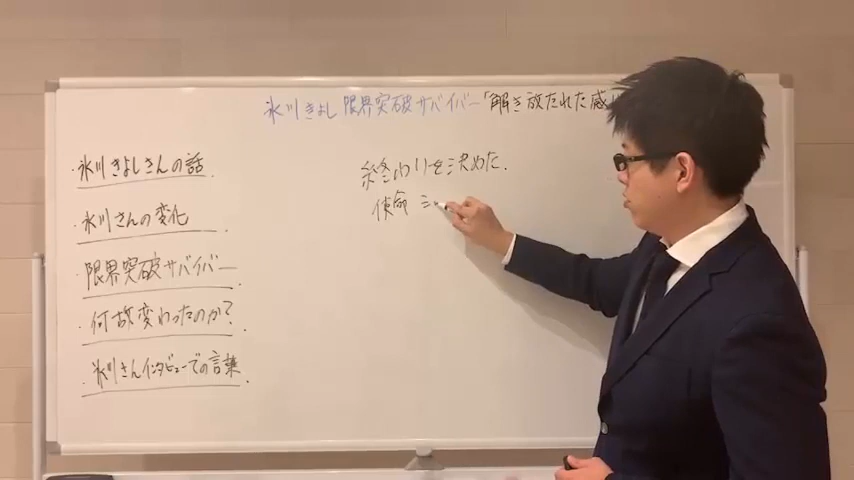 氷川きよし 限界突破サバイバー「解き放たれた感
・氷川きよしさんの話
・氷川さんの変化
・限界突破サバイバー
・何故変わったのか?
・氷川さんインタビューでの言葉
終わりを決めた.
使命 ミ